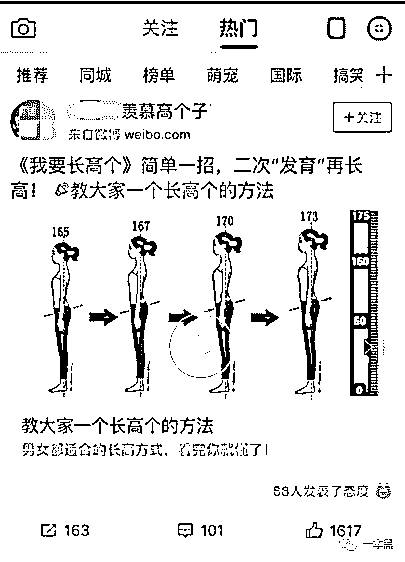 关注 热门
推荐 同城 榜单 萌宠 国际 搞笑
羡慕高个子
来自微博 weibo.com
+关注
《我要长高个》简单一招，二次“发育”再长
高！ 教大家一个长高个的方法
165 167 170 173
175
150
50
0
教大家一个长高个的方法
男女都适合的长高方式，看完你就懂了！
63人发表了态度
163 101 1617